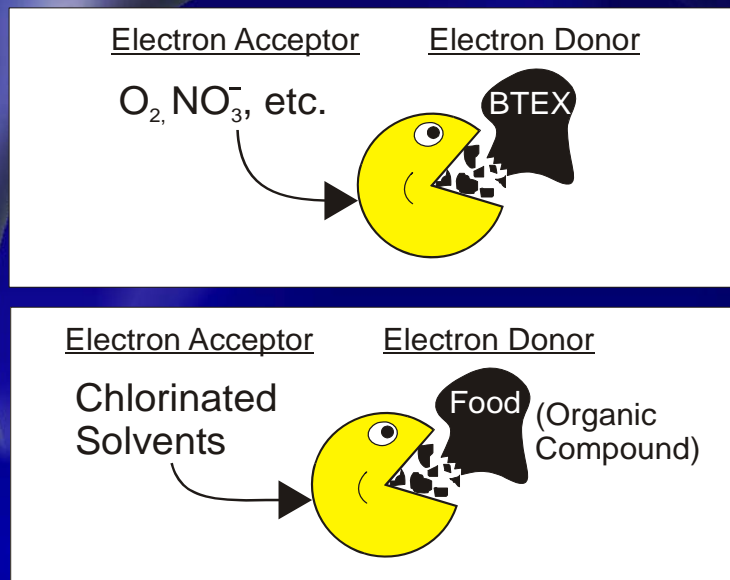 Electron Acceptor Electron Donor
O₂, NO₃⁻, etc. BTEX
Electron Acceptor Electron Donor
Chlorinated Food (Organic
Solvents Compound)